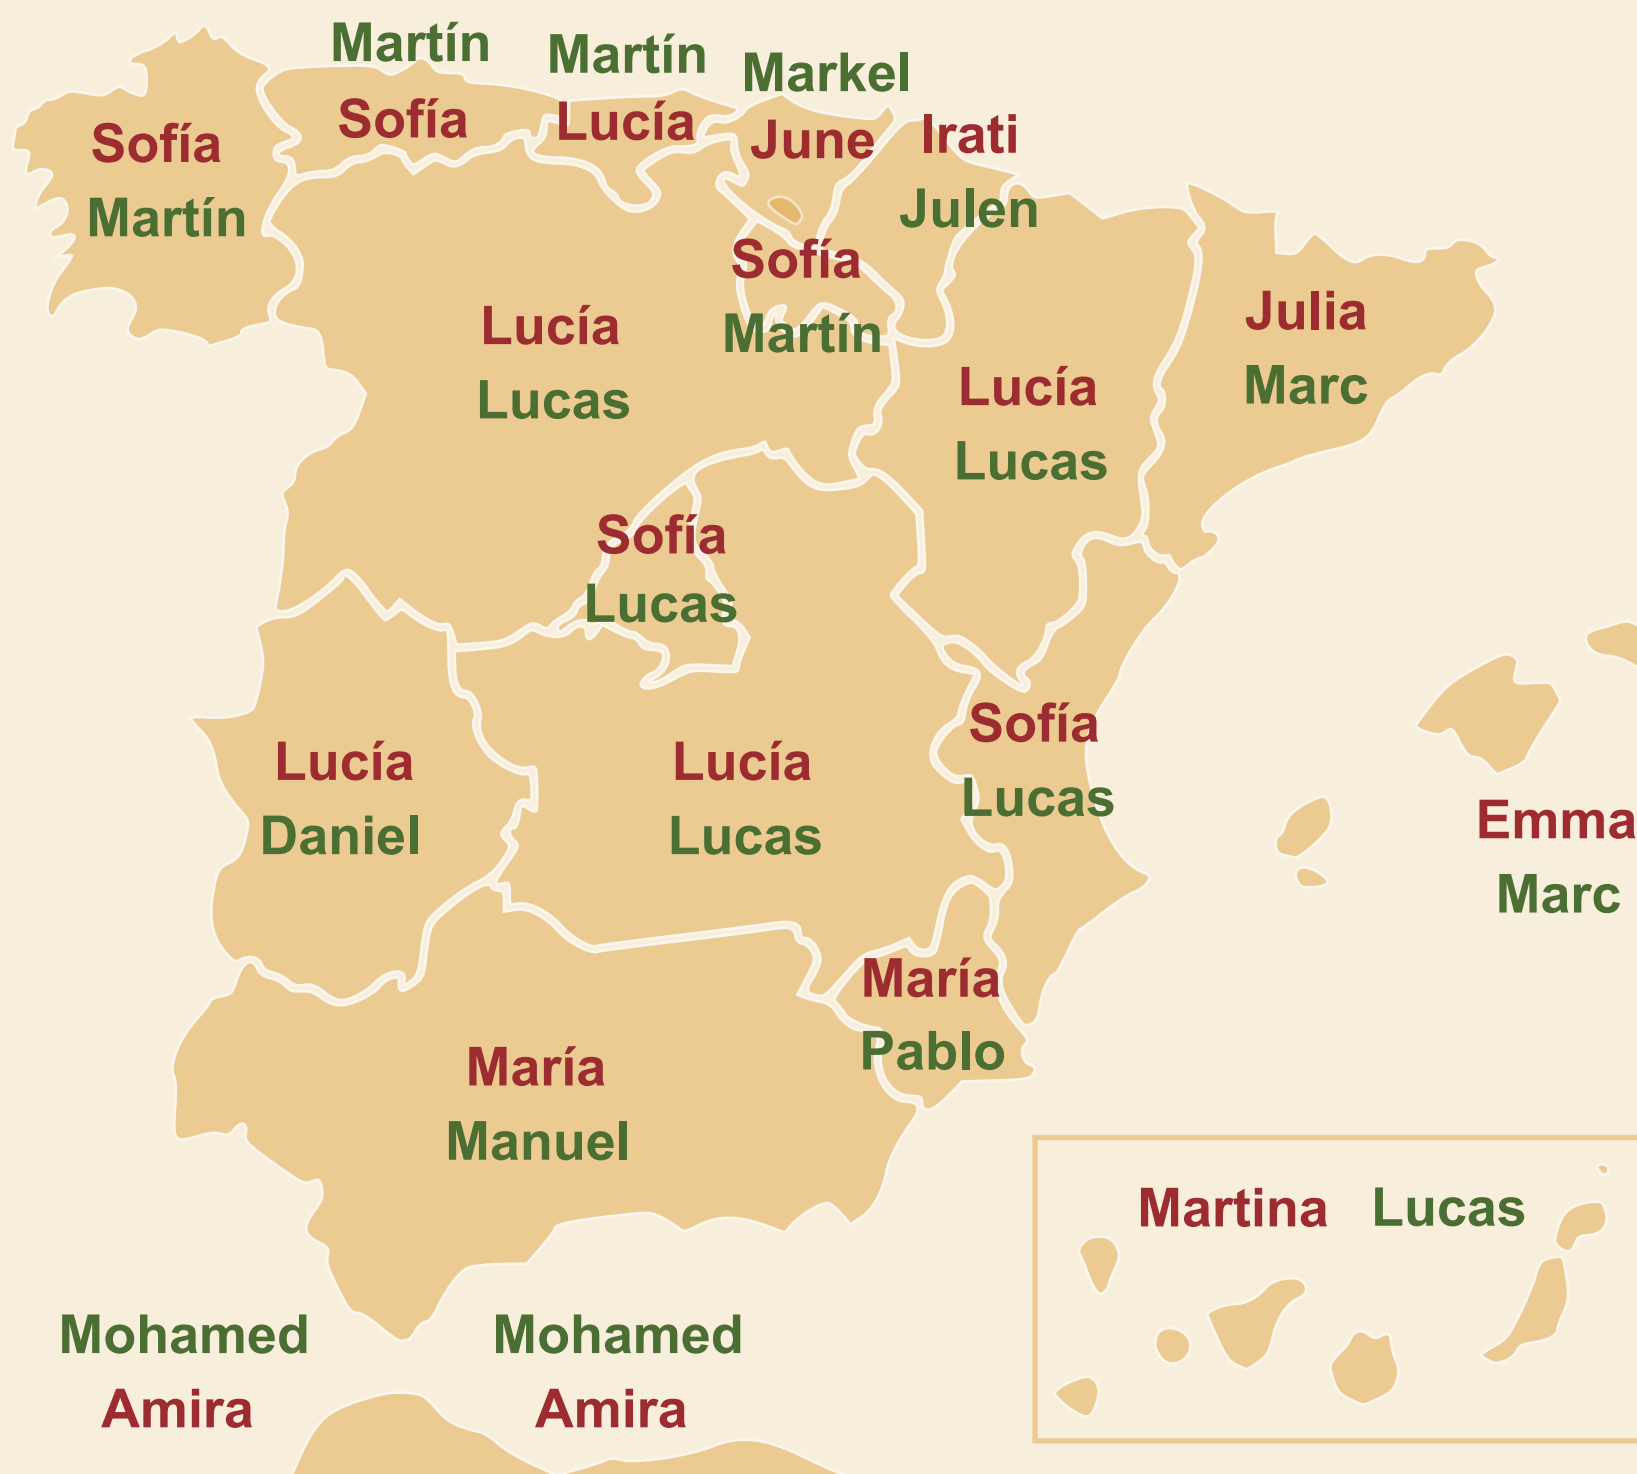 Martín
Sofía
Martín
Lucía
Markel
June
Irati
Julen
Sofía
Martín
Sofía
Martín
Lucía
Lucas
Lucía
Lucas
Julia
Marc
Sofía
Lucas
Lucía
Daniel
Lucía
Lucas
Sofía
Lucas
Emma
Marc
María
Pablo
María
Manuel
Martina Lucas
Mohamed
Amira
Mohamed
Amira